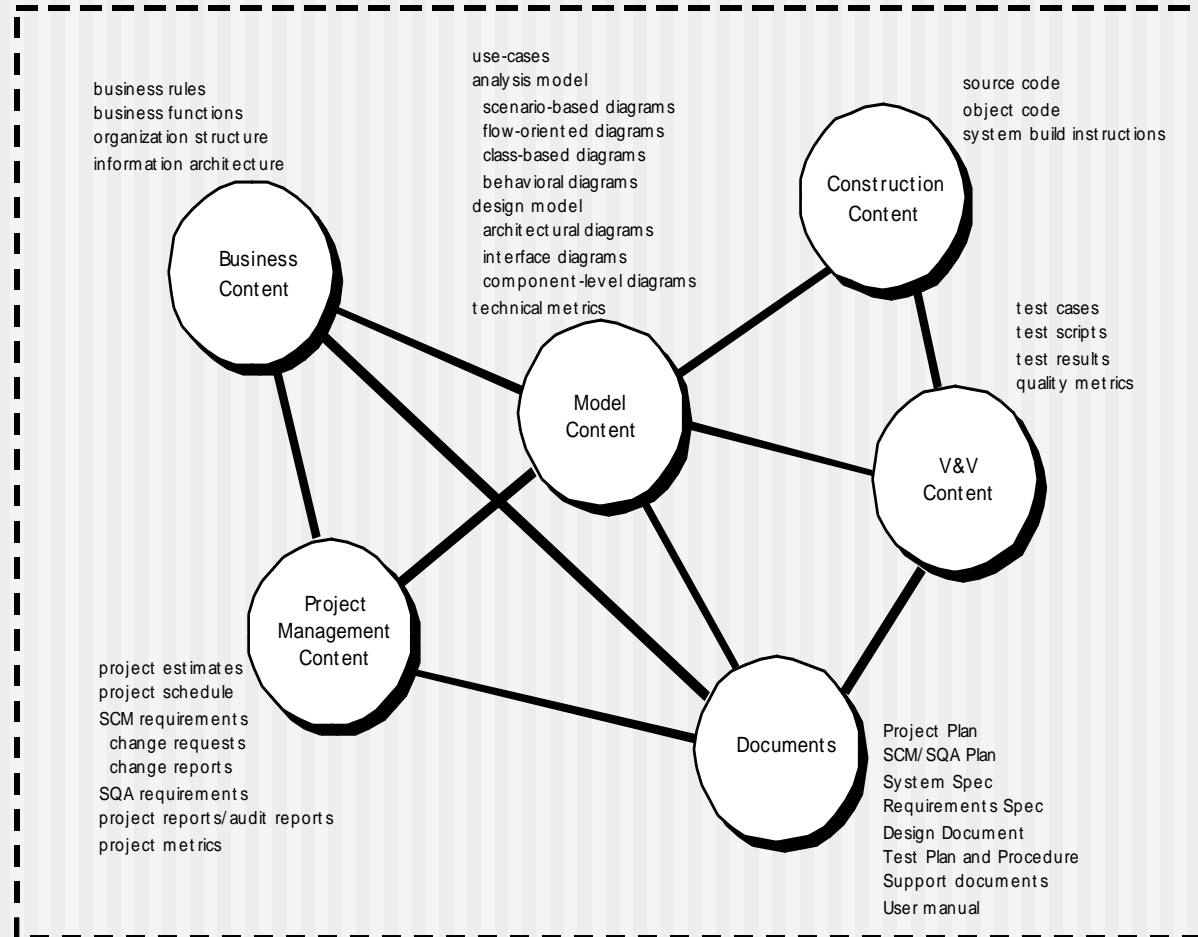 business rules
business functions
organization structure
information architecture
Business
Content
use-cases
analysis model
scenario-based diagrams
flow-oriented diagrams
class-based diagrams
behavioral diagrams
design model
architectural diagrams
interface diagrams
component-level diagrams
technical metrics
Model
Content
source code
object code
system build instructions
Construction
Content
test cases
test scripts
test results
quality metrics
V&V
Content
Project
Management
Content
project estimates
project schedule
SCM requirements
change requests
change reports
SQA requirements
project reports/audit reports
project metrics
Documents
Project Plan
SCM/SQA Plan
System Spec
Requirements Spec
Design Document
Test Plan and Procedure
Support documents
User manual